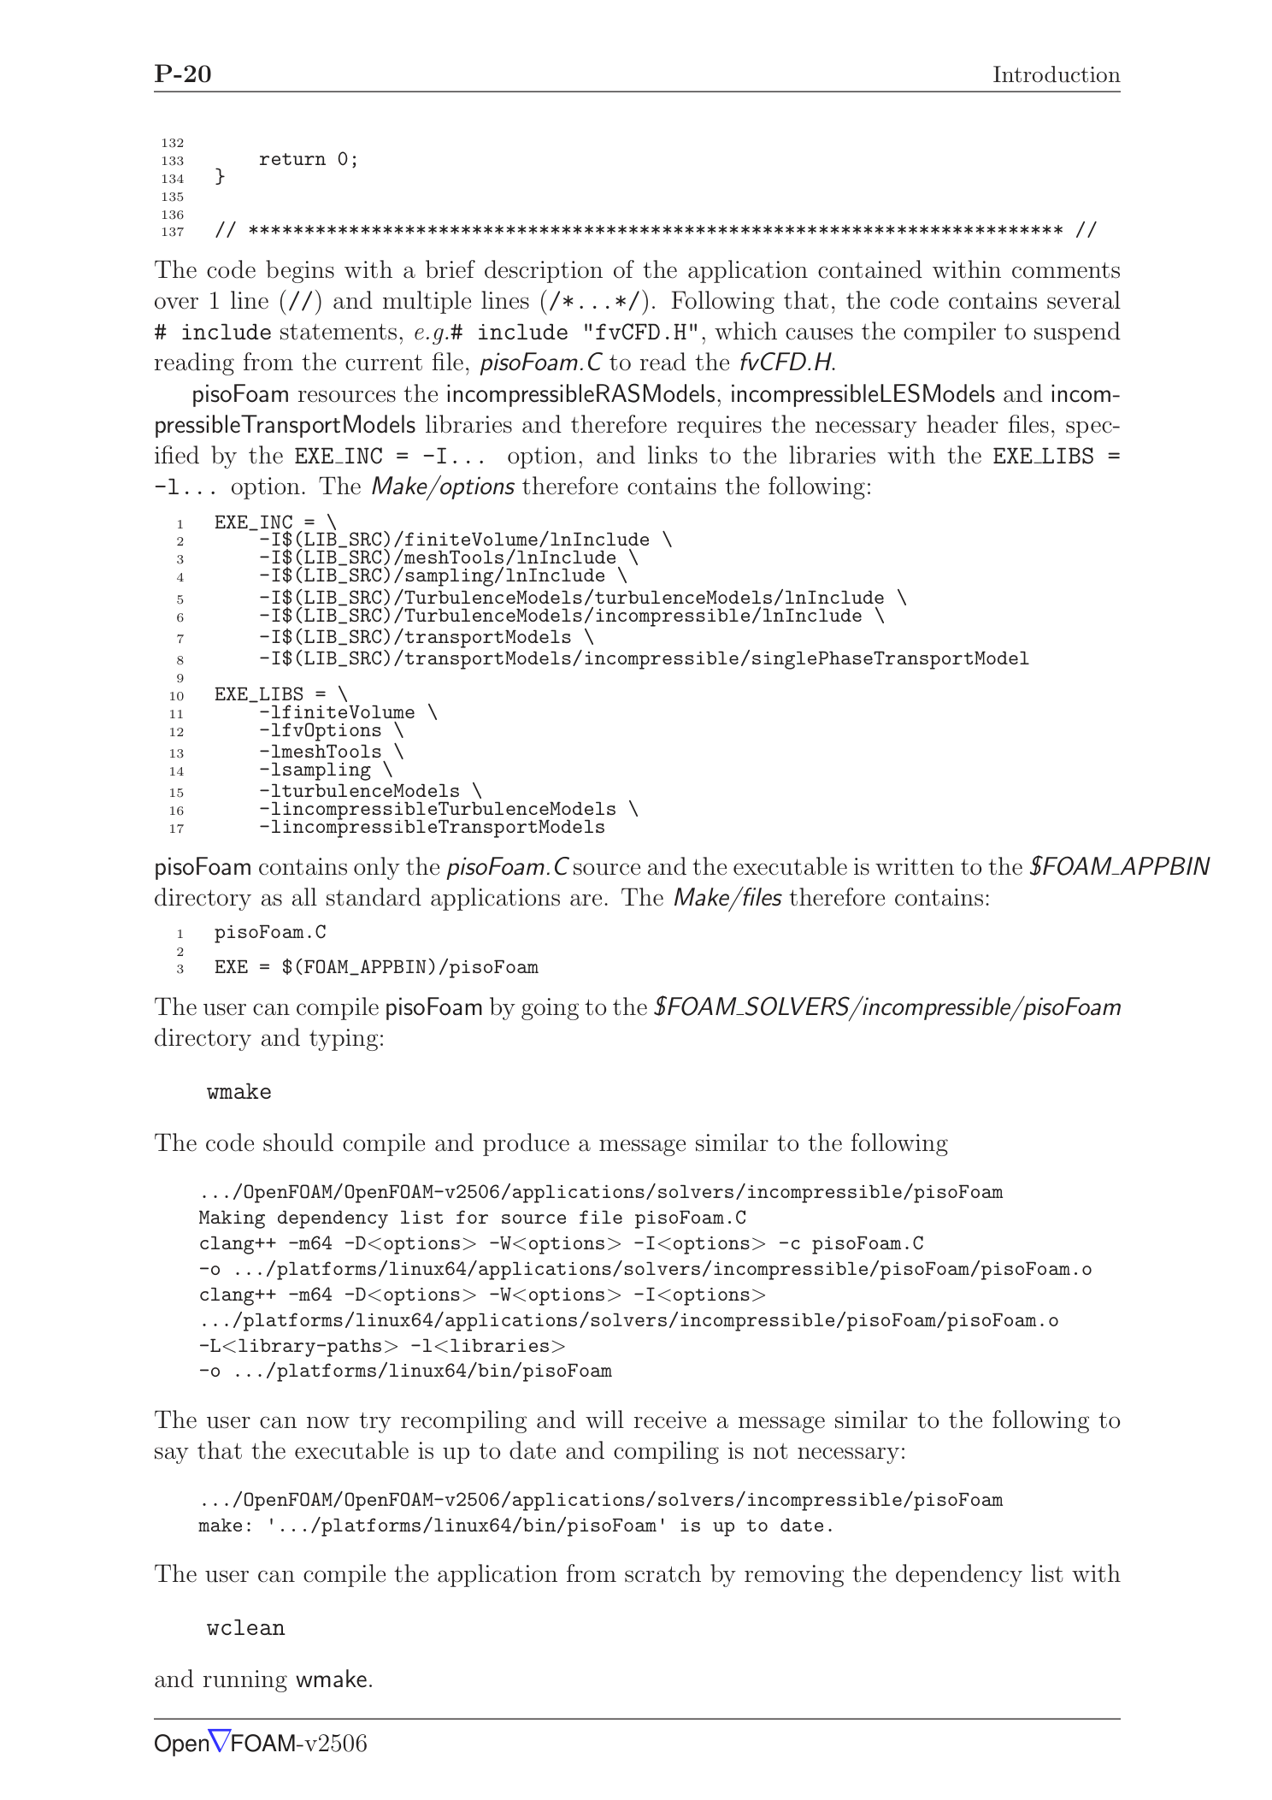 P-20 Introduction
132
133 return 0;
134 }
135
136
137 // ************************************************************************* //
The code begins with a brief description of the application contained within comments
over 1 line (//) and multiple lines (/*...*/). Following that, the code contains several
# include statements, e.g.# include "fvCFD.H", which causes the compiler to suspend
reading from the current file, pisoFoam.C to read the fvCFD.H.
pisoFoam resources the incompressibleRASModels, incompressibleLESModels and incom-
pressibleTransportModels libraries and therefore requires the necessary header files, spec-
ified by the EXE_INC = -I... option, and links to the libraries with the EXE_LIBS =
-l... option. The Make/options therefore contains the following:
1 EXE_INC = \
2 -I$(LIB_SRC)/finiteVolume/lnInclude \
3 -I$(LIB_SRC)/meshTools/lnInclude \
4 -I$(LIB_SRC)/sampling/lnInclude \
5 -I$(LIB_SRC)/TurbulenceModels/turbulenceModels/lnInclude \
6 -I$(LIB_SRC)/TurbulenceModels/incompressible/lnInclude \
7 -I$(LIB_SRC)/transportModels \
8 -I$(LIB_SRC)/transportModels/incompressible/singlePhaseTransportModel
9
10 EXE_LIBS = \
11 -lfiniteVolume \
12 -lfvOptions \
13 -lmeshTools \
14 -lsampling \
15 -lturbulenceModels \
16 -lincompressibleTurbulenceModels \
17 -lincompressibleTransportModels
pisoFoam contains only the pisoFoam.C source and the executable is written to the $FOAM_APPBIN
directory as all standard applications are. The Make/files therefore contains:
1 pisoFoam.C
2
3 EXE = $(FOAM_APPBIN)/pisoFoam
The user can compile pisoFoam by going to the $FOAM_SOLVERS/incompressible/pisoFoam
directory and typing:
wmake
The code should compile and produce a message similar to the following
.../OpenFOAM/OpenFOAM-v2506/applications/solvers/incompressible/pisoFoam
Making dependency list for source file pisoFoam.C
clang++ -m64 -D<options> -W<options> -I<options> -c pisoFoam.C
-o .../platforms/linux64/applications/solvers/incompressible/pisoFoam/pisoFoam.o
clang++ -m64 -D<options> -W<options> -I<options>
.../platforms/linux64/applications/solvers/incompressible/pisoFoam/pisoFoam.o
-L<library-paths> -l<libraries>
-o .../platforms/linux64/bin/pisoFoam
The user can now try recompiling and will receive a message similar to the following to
say that the executable is up to date and compiling is not necessary:
.../OpenFOAM/OpenFOAM-v2506/applications/solvers/incompressible/pisoFoam
make: '.../platforms/linux64/bin/pisoFoam' is up to date.
The user can compile the application from scratch by removing the dependency list with
wclean
and running wmake.
Open∇FOAM-v2506